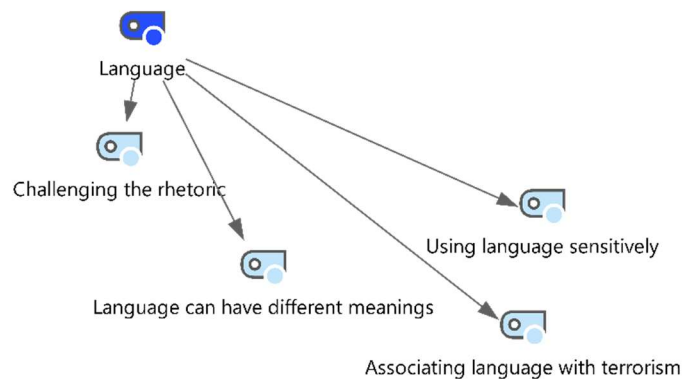 Language
Challenging the rhetoric
Using language sensitively
Language can have different meanings
Associating language with terrorism